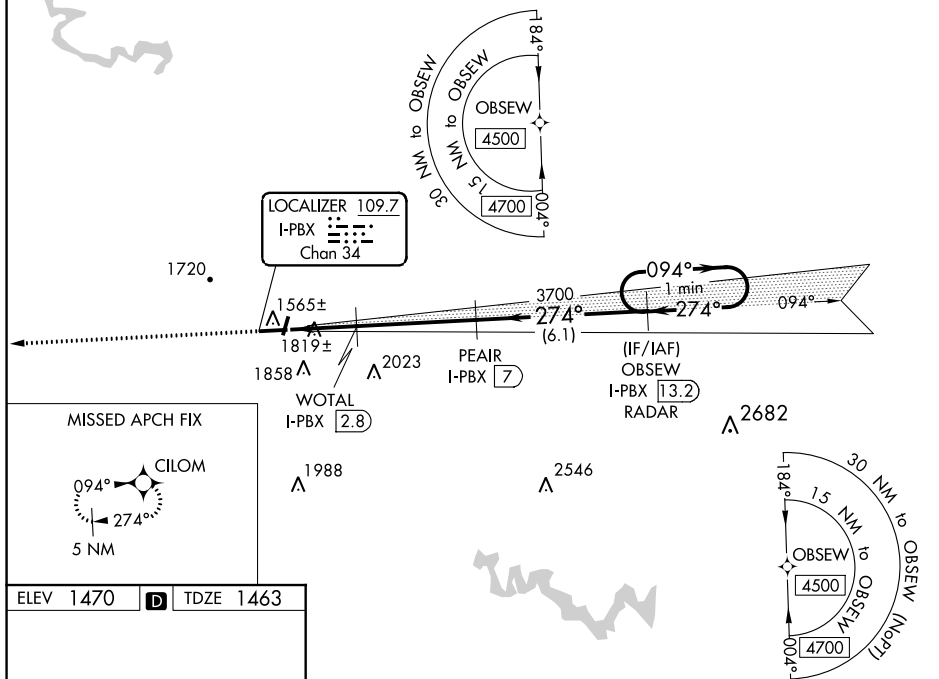 184°
30 NM to OBSEW
15 NM to OBSEW
OBSEW
4500
4700
004°
LOCALIZER 109.7
I-PBX
Chan 34
1720
094°
1 min
3700
274°
274°
094°
(6.1)
1565±
1819±
1858
2023
PEAIR
I-PBX 7
(IF/IAF)
OBSEW
I-PBX 13.2
RADAR
WOTAL
I-PBX 2.8
2682
MISSED APCH FIX
CILOM
094°
274°
5 NM
1988
2546
184°
30 NM to OBSEW (NoPT)
15 NM to OBSEW
OBSEW
4500
4700
004°
ELEV 1470 D TDZE 1463